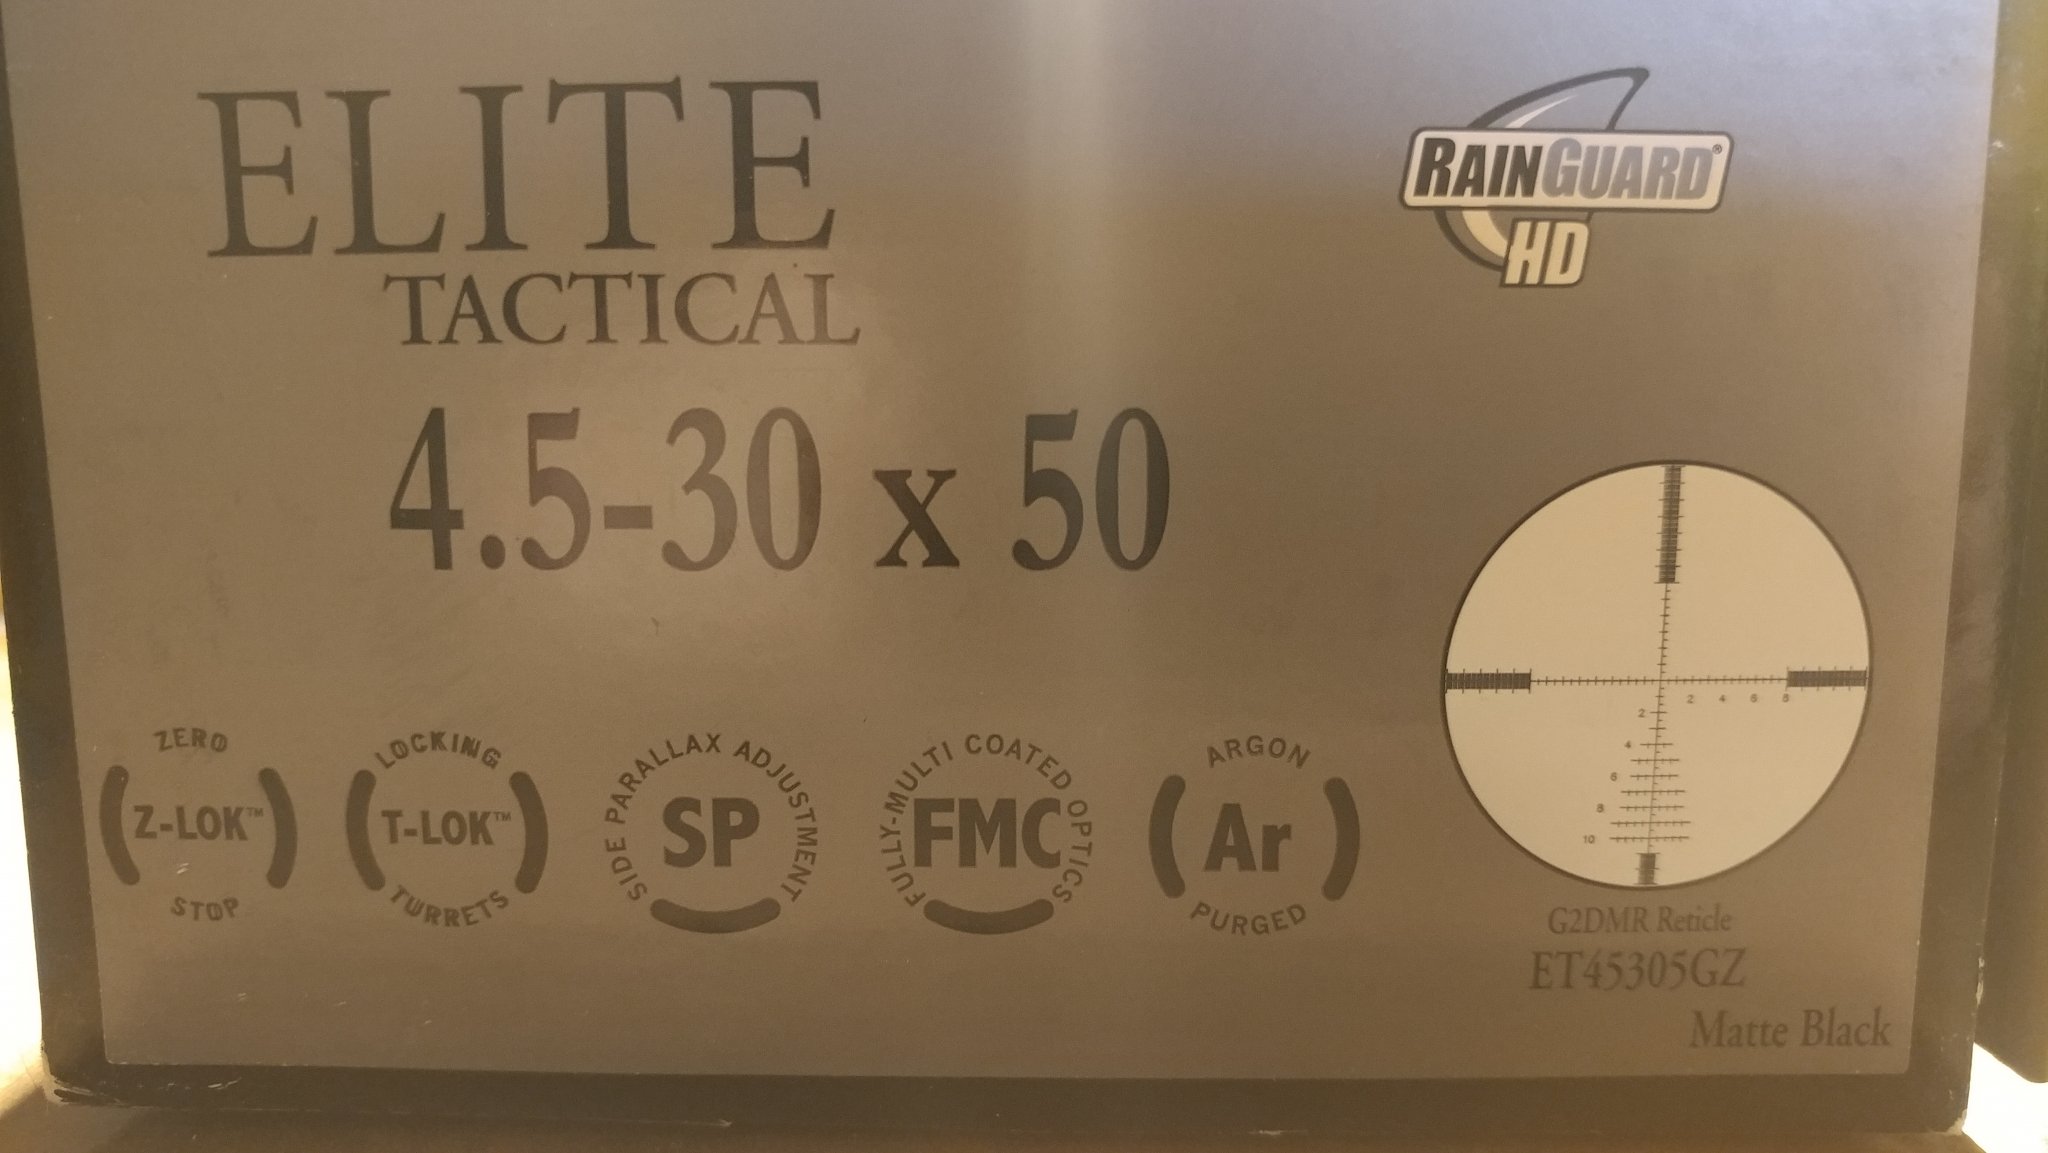 ELITE
TACTICAL
RAINGUARD®
HD
4.5-30 x 50
ZERO
Z-LOK™
STOP
LOCKING
T-LOK™
TURRETS
SIDE PARALLAX ADJUSTMENT
SP
FULLY-MULTI COATED OPTICS
FMC
ARGON
Ar
PURGED
2 4 6 8
2
4
6
8
10
G2DMR Reticle
ET45305GZ
Matte Black